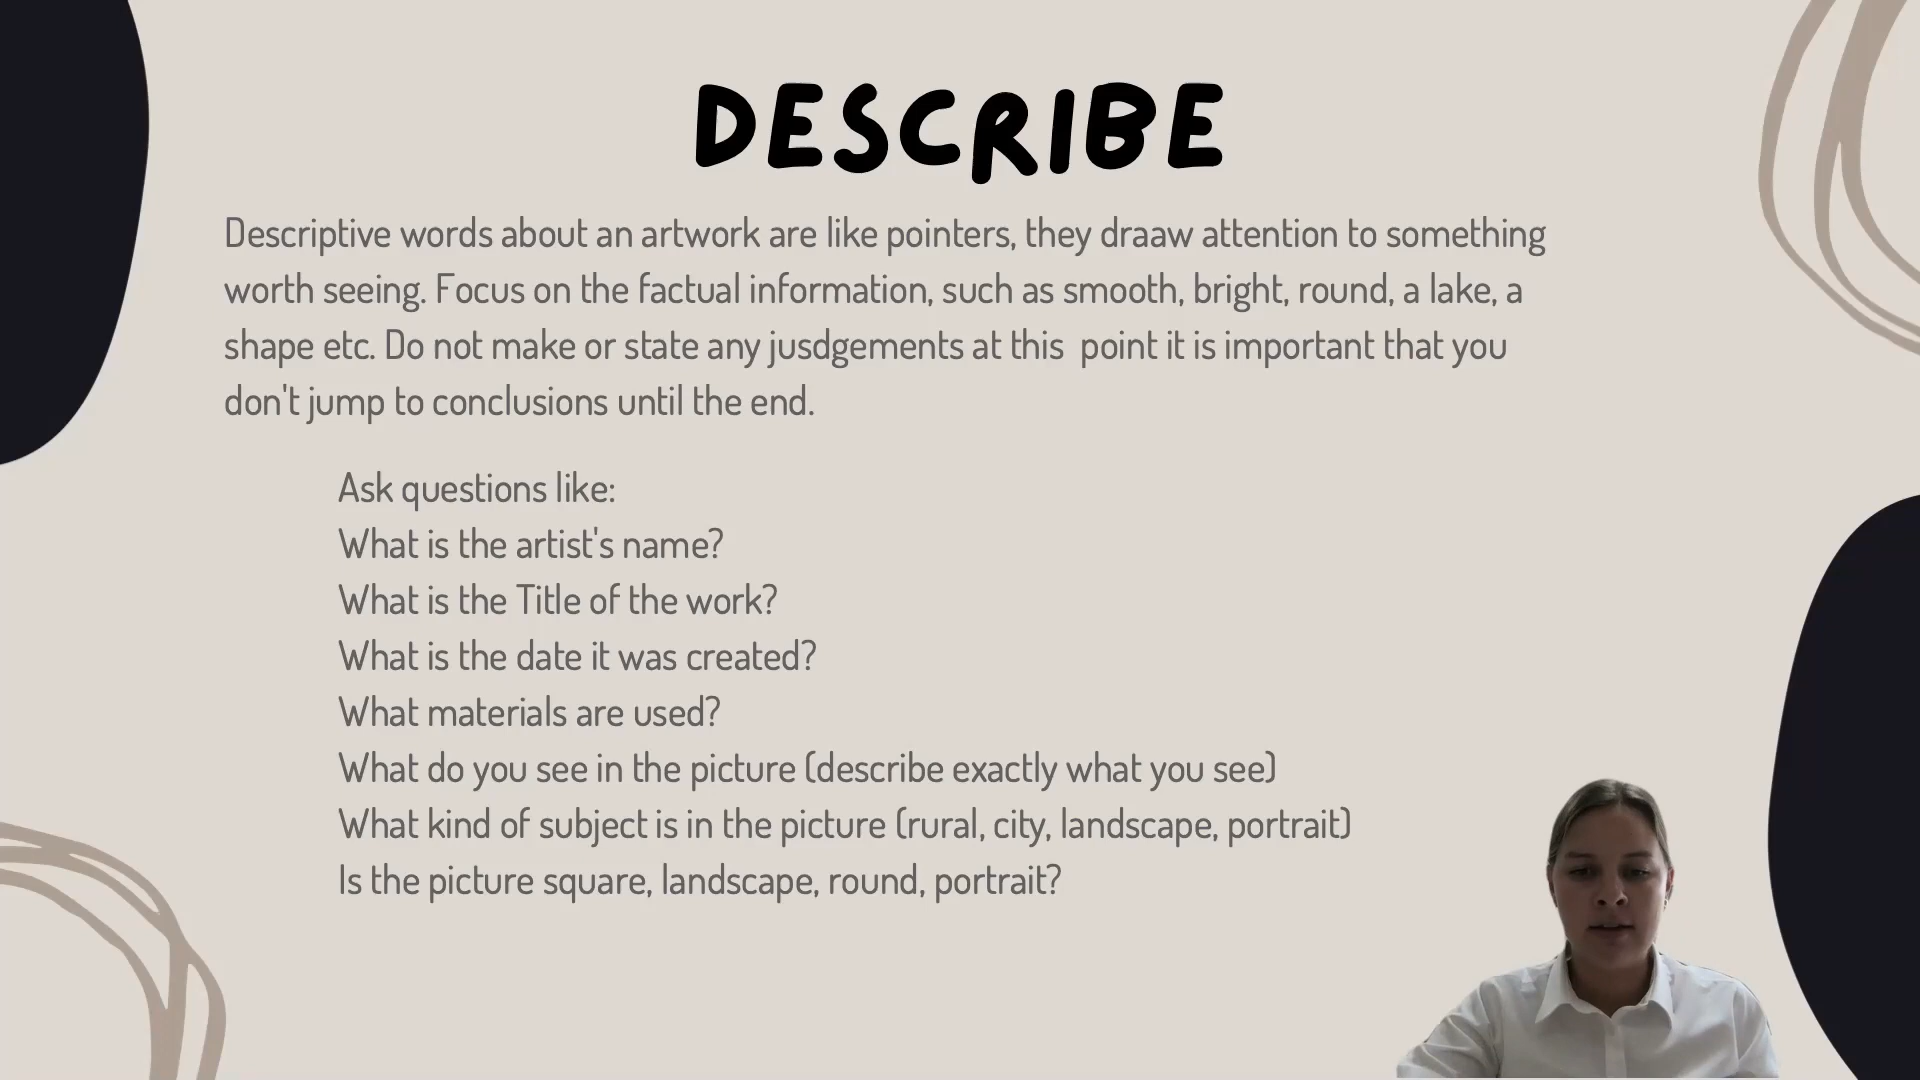 DESCRIBE
Descriptive words about an artwork are like pointers, they draaw attention to something
worth seeing. Focus on the factual information, such as smooth, bright, round, a lake, a
shape etc. Do not make or state any jusdgements at this  point it is important that you
don't jump to conclusions until the end.
Ask questions like:
What is the artist's name?
What is the Title of the work?
What is the date it was created?
What materials are used?
What do you see in the picture (describe exactly what you see)
What kind of subject is in the picture (rural, city, landscape, portrait)
Is the picture square, landscape, round, portrait?